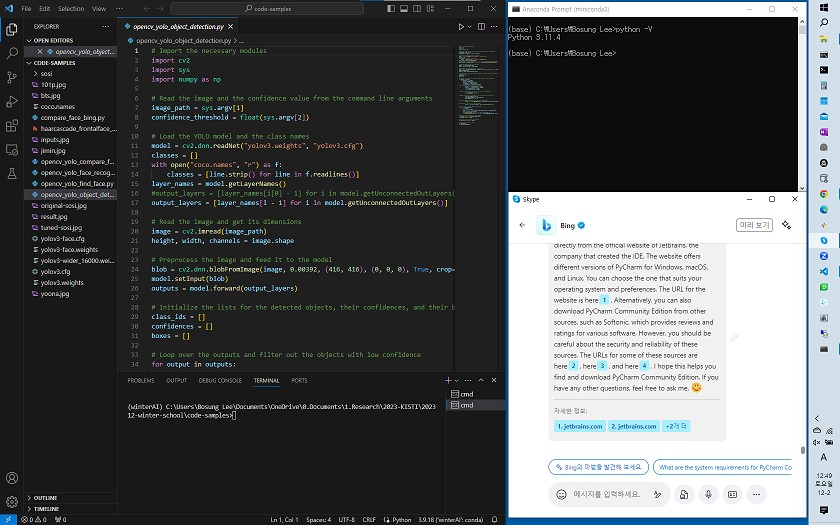 File Edit Selection View ··· code-samples
EXPLORER ···
OPEN EDITORS
opencv_yolo_object...
CODE-SAMPLES
sosi
101p.jpg
bts.jpg
coco.names
compare_face_bing.py
haarcascade_frontalface_...
inputs.jpg
jimin.jpg
opencv_yolo_compare_f...
opencv_yolo_face_recog...
opencv_yolo_find_face.py
opencv_yolo_object_det...
original-sosi.jpg
result.jpg
tuned-sosi.jpg
yolov3-face.cfg
yolov3-face.weights
yolov3-wider_16000.wei...
yolov3.cfg
yolov3.weights
yoona.jpg
OUTLINE
TIMELINE
opencv_yolo_object_detection.py
opencv_yolo_object_detection.py > ...
1 # Import the necessary modules
2 import cv2
3 import sys
4 import numpy as np
5
6 # Read the image and the confidence value from the command line arguments
7 image_path = sys.argv[1]
8 confidence_threshold = float(sys.argv[2])
9
10 # Load the YOLO model and the class names
11 model = cv2.dnn.readNet("yolov3.weights", "yolov3.cfg")
12 classes = []
13 with open("coco.names", "r") as f:
14 classes = [line.strip() for line in f.readlines()]
15 layer_names = model.getLayerNames()
16 #output_layers = [layer_names[i[0] - 1] for i in model.getUnconnectedOutLayers(
17 output_layers = [layer_names[i - 1] for i in model.getUnconnectedOutLayers()]
18
19 # Read the image and get its dimensions
20 image = cv2.imread(image_path)
21 height, width, channels = image.shape
22
23 # Preprocess the image and feed it to the model
24 blob = cv2.dnn.blobFromImage(image, 0.00392, (416, 416), (0, 0, 0), True, crop=
25 model.setInput(blob)
26 outputs = model.forward(output_layers)
27
28 # Initialize the lists for the detected objects, their confidences, and their b
29 class_ids = []
30 confidences = []
31 boxes = []
32
33 # Loop over the outputs and filter out the objects with low confidence
34 for output in outputs:
PROBLEMS OUTPUT DEBUG CONSOLE TERMINAL PORTS
(winterAI) C:\Users\Bosung Lee\Documents\OneDrive\0.Documents\1.Research\2023-KISTI\2023
12-winter-school\code-samples>
cmd
cmd
0 0 0 Ln 1, Col 1 Spaces: 4 UTF-8 CRLF Python 3.9.18 ('winterAI': conda)
Anaconda Prompt (miniconda3)
(base) C:₩Users₩Bosung Lee>python -V
Python 3.11.4
(base) C:₩Users₩Bosung Lee>
Skype
Bing 미리 보기
directly from the official website of JetBrains, the
company that created the IDE. The website offers
different versions of PyCharm for Windows, macOS,
and Linux. You can choose the one that suits your
operating system and preferences. The URL for the
website is here 1 . Alternatively, you can also
download PyCharm Community Edition from other
sources, such as Softonic, which provides reviews and
ratings for various software. However, you should be
careful about the security and reliability of these
sources. The URLs for some of these sources are
here 2 , here 3 , and here 4 . I hope this helps you
find and download PyCharm Community Edition. If you
have any other questions, feel free to ask me. 😊
자세한 정보:
1. jetbrains.com 2. jetbrains.com +2개 더
Bing의 마법을 발견해 보세요. What are the system requirements for PyCharm Co
메시지를 입력하세요.
A
12:49
토요일
12-2